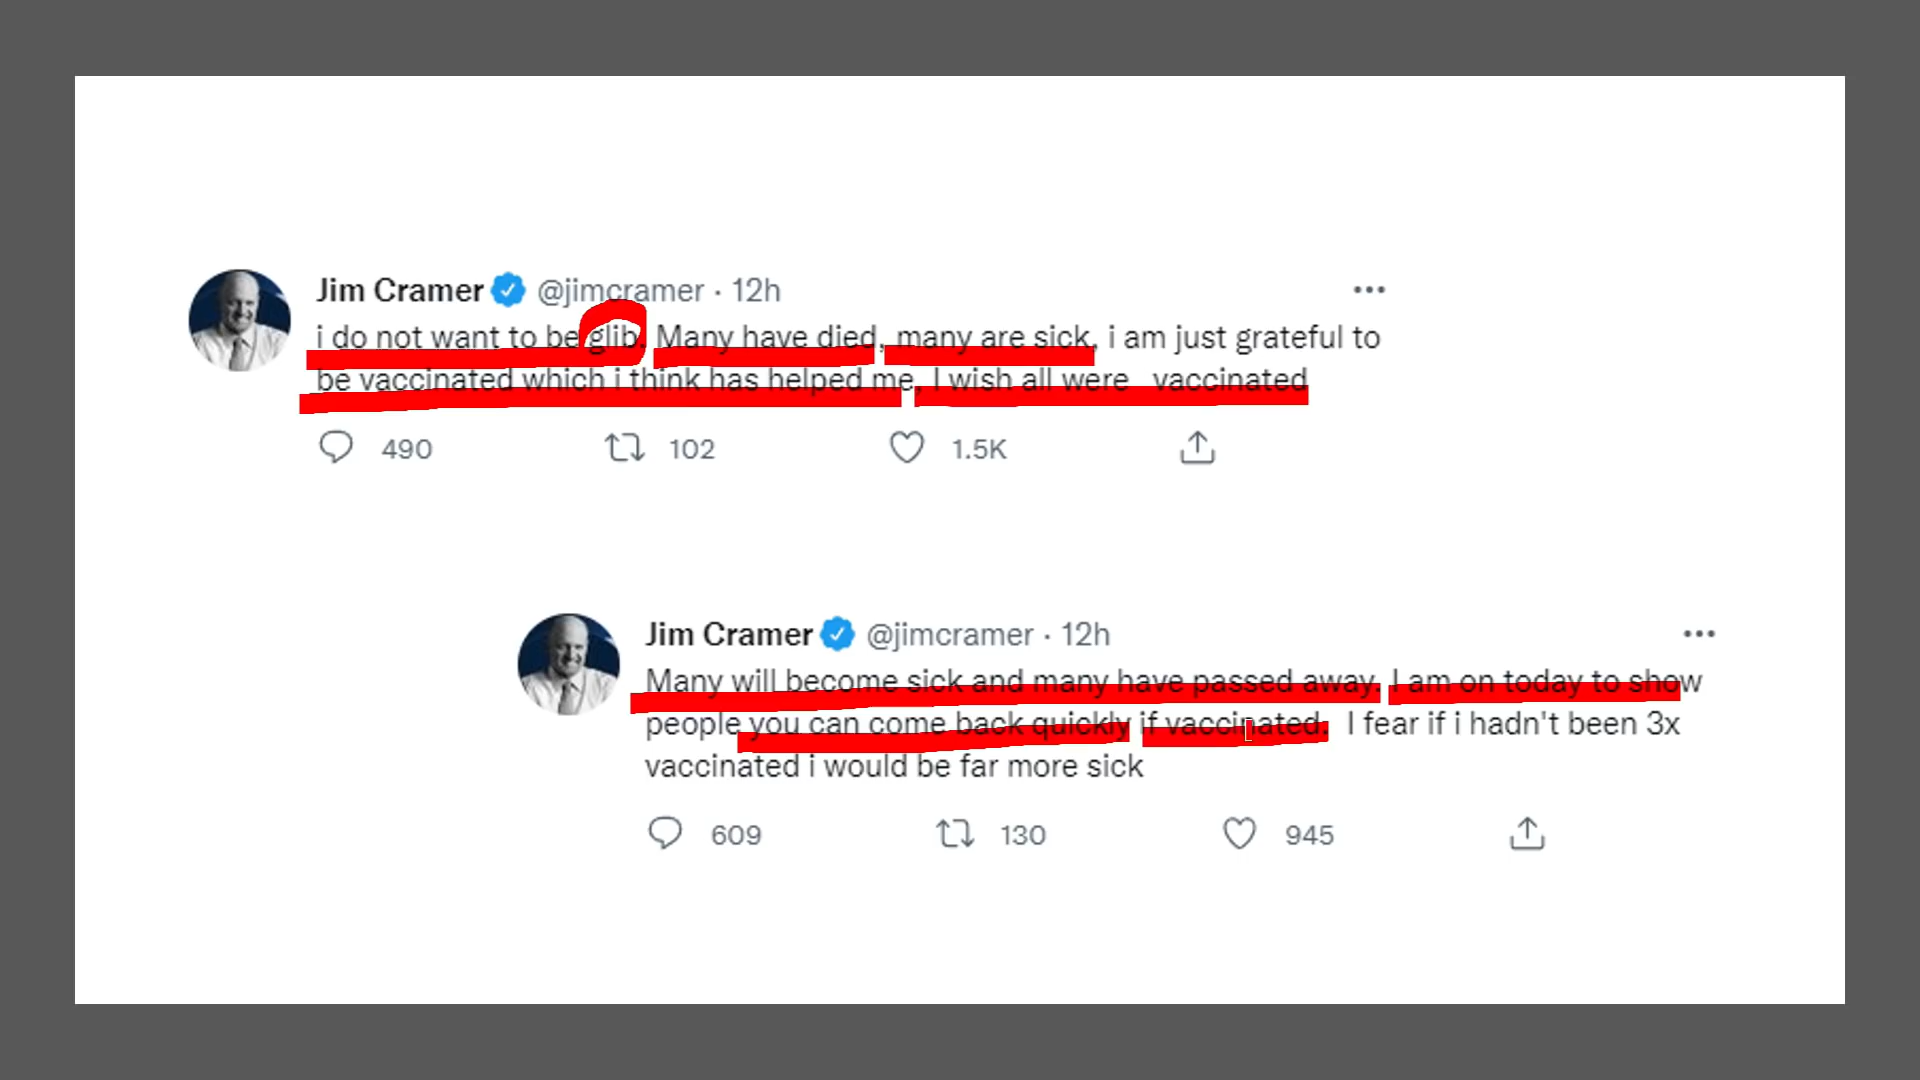 Jim Cramer @jimcramer · 12h
i do not want to be glib. Many have died, many are sick, i am just grateful to
be vaccinated which i think has helped me, I wish all were vaccinated
490 102 1.5K
Jim Cramer @jimcramer · 12h
Many will become sick and many have passed away. I am on today to show
people you can come back quickly if vaccinated. I fear if i hadn't been 3x
vaccinated i would be far more sick
609 130 945